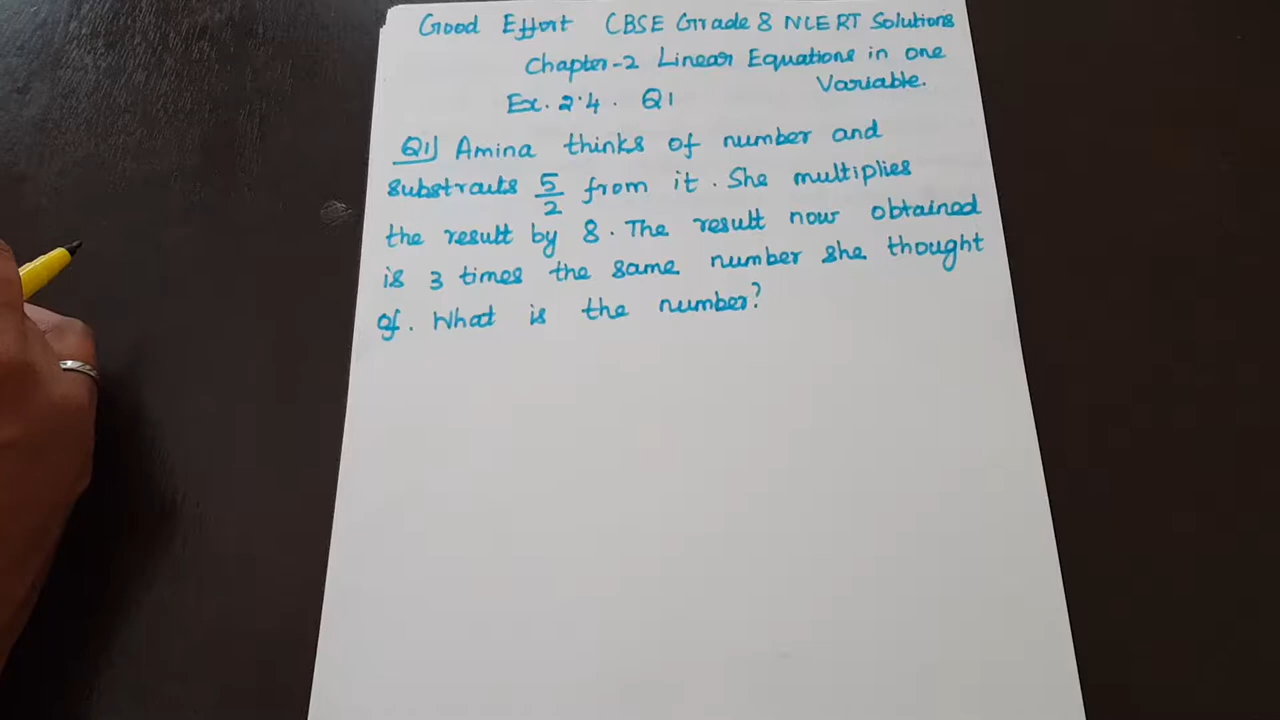 Good Effort CBSE Grade 8 NCERT Solutions
Chapter-2 Linear Equations in one
Variable.
Ex. 2.4. Q1
Q1) Amina thinks of number and
substracts 5/2 from it. She multiplies
the result by 8. The result now obtained
is 3 times the same number she thought
of. What is the number?